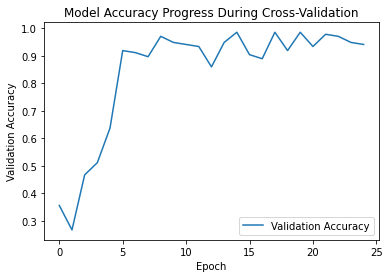 Model Accuracy Progress During Cross-Validation
1.0
0.9
0.8
0.7
0.6
0.5
0.4
0.3
Validation Accuracy
Validation Accuracy
0 5 10 15 20 25
Epoch